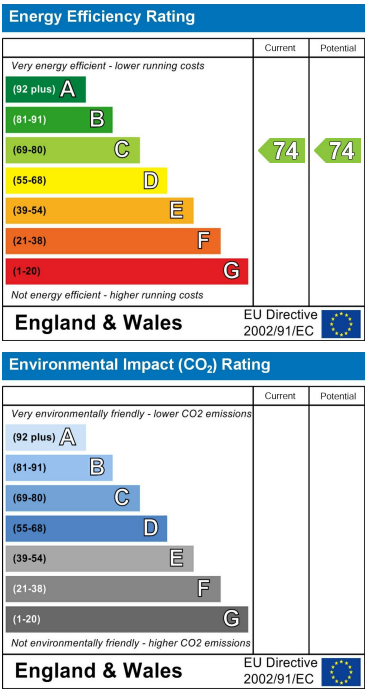 Energy Efficiency Rating
Current Potential
Very energy efficient - lower running costs
(92 plus) A
(81-91) B
(69-80) C 74 74
(55-68) D
(39-54) E
(21-38) F
(1-20) G
Not energy efficient - higher running costs
England & Wales
EU Directive
2002/91/EC
Environmental Impact (CO₂) Rating
Current Potential
Very environmentally friendly - lower CO2 emissions
(92 plus) A
(81-91) B
(69-80) C
(55-68) D
(39-54) E
(21-38) F
(1-20) G
Not environmentally friendly - higher CO2 emissions
England & Wales
EU Directive
2002/91/EC